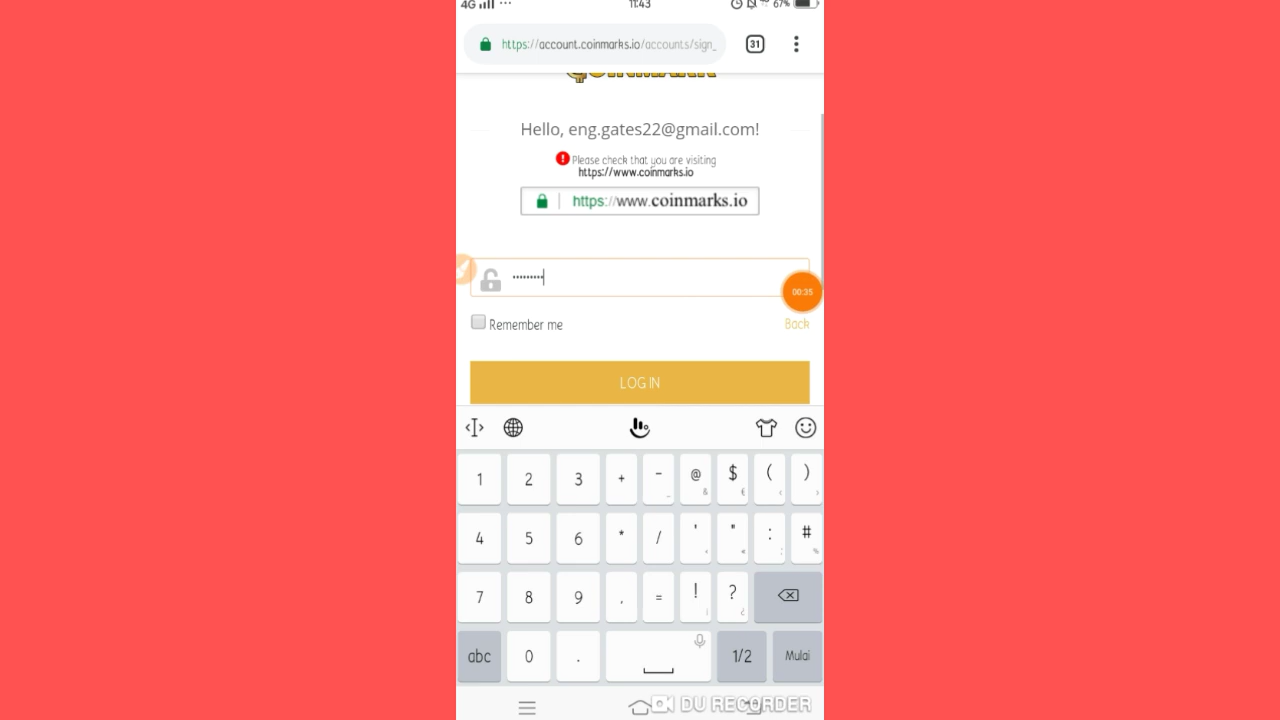 4G 11:43 67%
https://account.coinmarks.io/accounts/sign_
31
COINMARK
Hello, eng.gates22@gmail.com!
Please check that you are visiting
https://www.coinmarks.io
https://www.coinmarks.io
•••••••••
00:35
Remember me
Back
LOG IN
1 2 3 + - _ @ & $ € ( ‹ ) ›
4 5 6 * / ' " « : ; # %
7 8 9 , = ! ¡ ? ¿
abc 0 . 1/2 Mulai
DU RECORDER